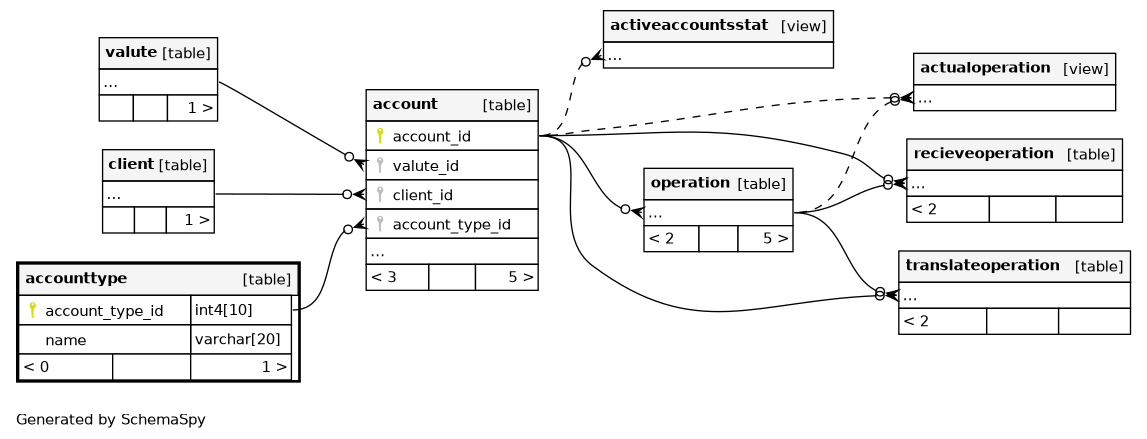 valute [table]
...
1 >
client [table]
...
1 >
accounttype [table]
account_type_id int4[10]
name varchar[20]
< 0 1 >
account [table]
account_id
valute_id
client_id
account_type_id
...
< 3 5 >
activeaccountsstat [view]
...
operation [table]
...
< 2 5 >
actualoperation [view]
...
recieveoperation [table]
...
< 2
translateoperation [table]
...
< 2
Generated by SchemaSpy